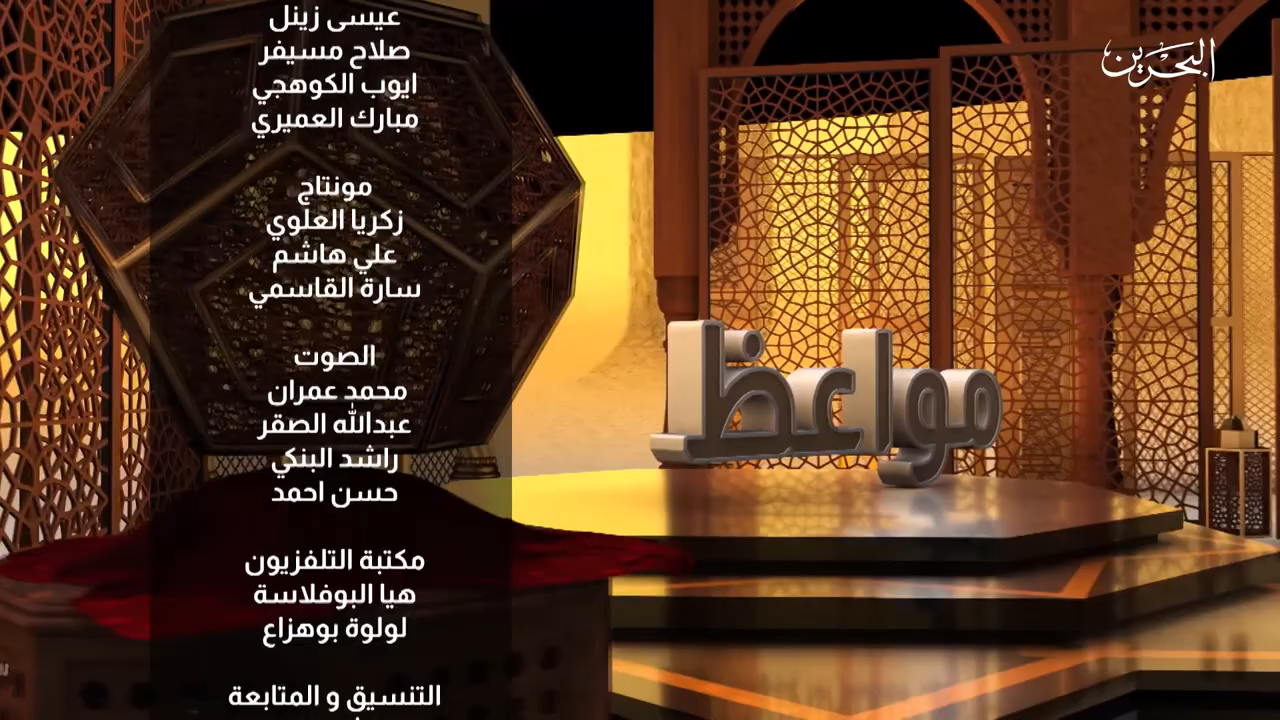 عيسى زينل
صلاح مسيفر
ايوب الكوهجي
مبارك العميري
مونتاج
زكريا العلوي
علي هاشم
سارة القاسمي
الصوت
محمد عمران
عبدالله الصقر
راشد البنكي
حسن احمد
مكتبة التلفزيون
هيا البوفلاسة
لولوة بوهزاع
التنسيق و المتابعة
البحرين
مواعظ